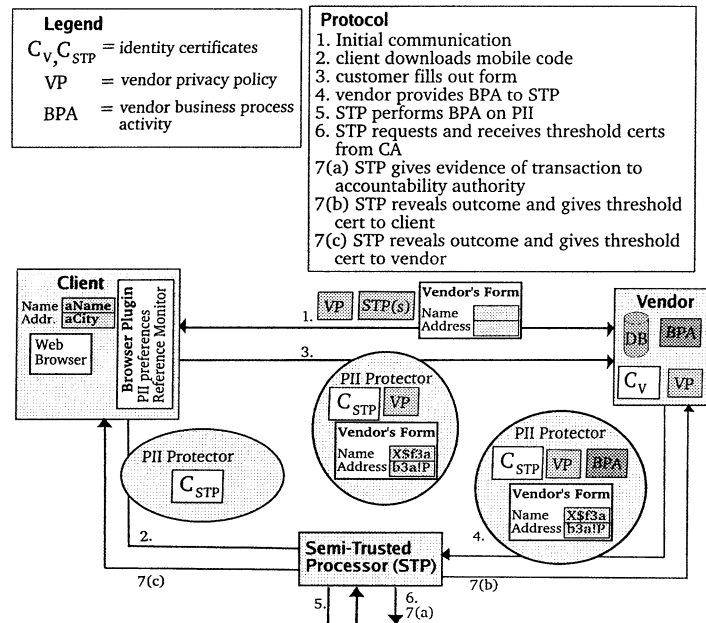 Legend
C V, C STP = identity certificates
VP = vendor privacy policy
BPA = vendor business process
activity
Protocol
1. Initial communication
2. client downloads mobile code
3. customer fills out form
4. vendor provides BPA to STP
5. STP performs BPA on PII
6. STP requests and receives threshold certs
from CA
7(a) STP gives evidence of transaction to
accountability authority
7(b) STP reveals outcome and gives threshold
cert to client
7(c) STP reveals outcome and gives threshold
cert to vendor
Client
Name aName
Addr. aCity
Web
Browser
Browser Plugin
PII preferences
Reference Monitor
1.
VP
STP(s)
Vendor's Form
Name
Address
Vendor
DB
BPA
C V
VP
3.
PII Protector
C STP
VP
Vendor's Form
Name X$f3a
Address b3a!P
PII Protector
C STP
PII Protector
C STP
VP
BPA
Vendor's Form
Name X$f3a
Address b3a!P
2.
4.
Semi-Trusted
Processor (STP)
7(c)
7(b)
5.
6.
7(a)